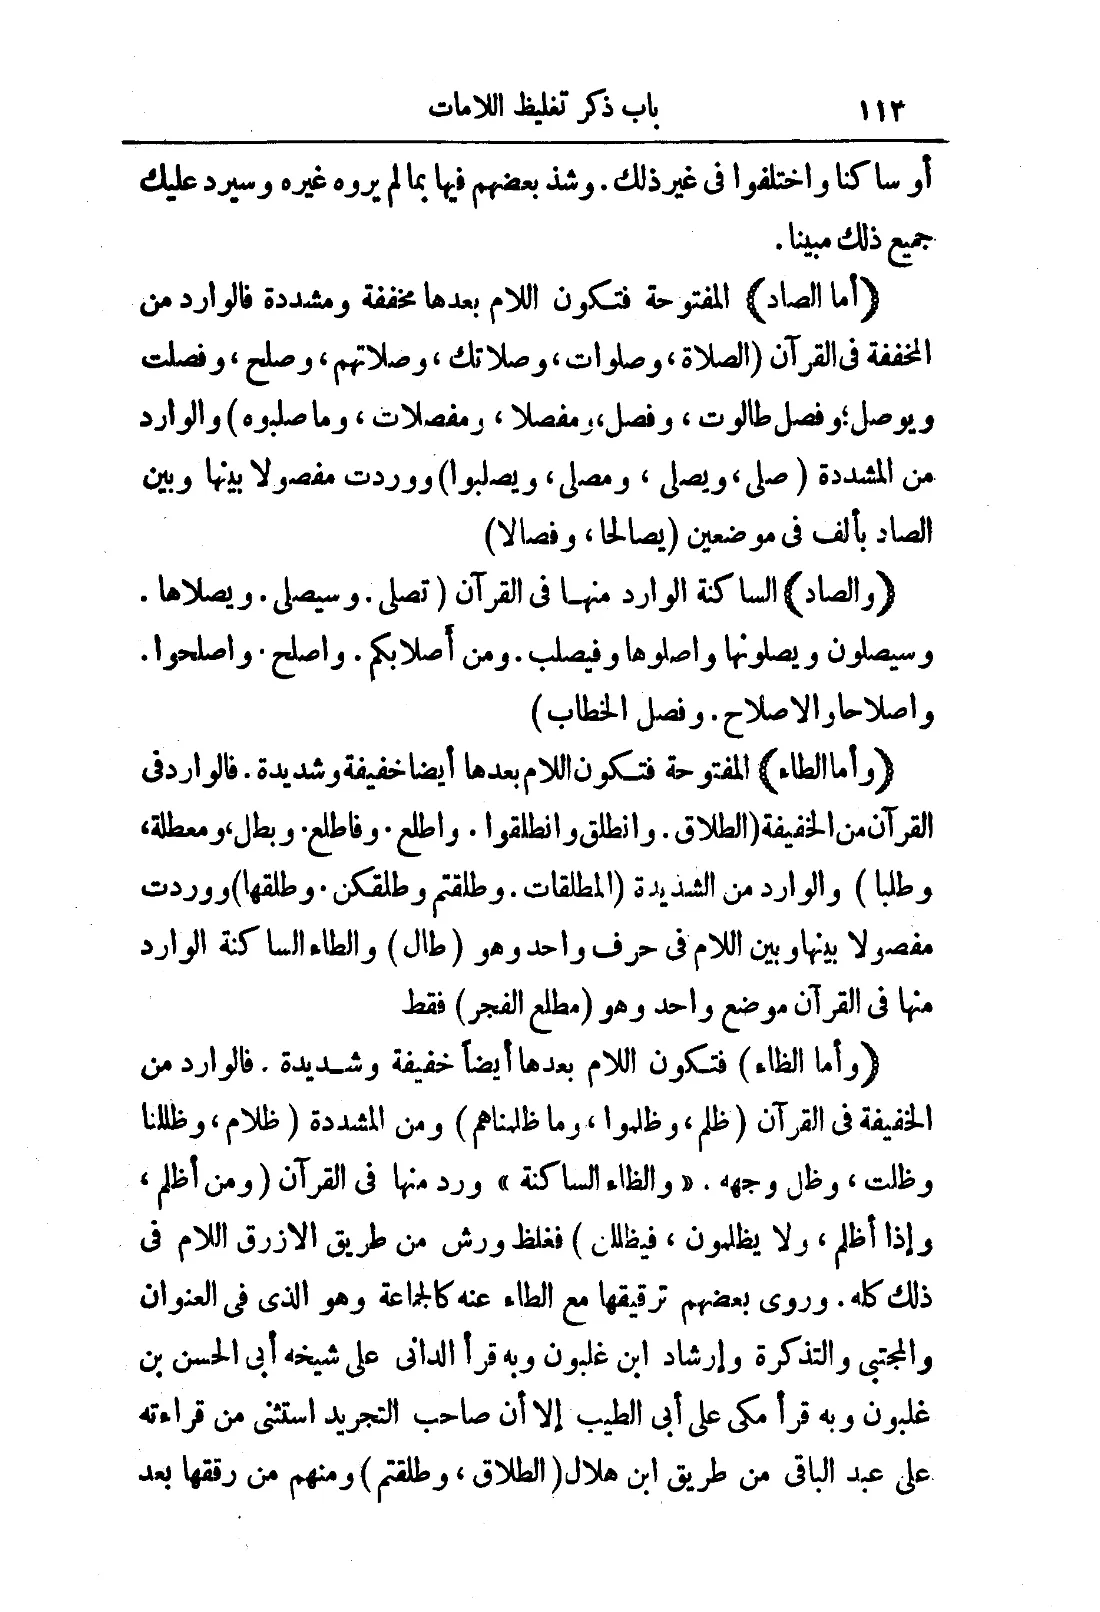 ١١٢ باب ذكر تغليظ اللامات
أو ساكنا واختلفوا فى غير ذلك . وشذ بعضهم فيها بما لم يروه غيره وسيرد عليك
جميع ذلك مبينا .
(أما الصاد) المفتوحة فتكون اللام بعدها مخففة ومشددة فالوارد من
المخففة فى القرآن (الصلاة ، وصلوات ، وصلاتك ، وصلاتهم ، وصلح ، وفصلت
ويوصل ؛ وفصل طالوت ، وفصل ، ومفصلا ، ومفصلات ، وما صلبوه) والوارد
من المشددة ( صلى ، ويصلى ، ومصلى ، ويصلبوا) ووردت مفصولا بينها وبين
الصاد بألف فى موضعين (يصالحا ، وفصالا)
(والصاد) الساكنة الوارد منها فى القرآن ( تصلى . وسيصلى . ويصلاها .
وسيصلون ويصلونها واصلوها وفيصلب . ومن أصلابكم . واصلح . واصلحوا .
واصلاحا والاصلاح . وفصل الخطاب )
(وأما الطاء) المفتوحة فتكون اللام بعدها أيضا خفيفة وشديدة . فالوارد فى
القرآن من الخفيفة (الطلاق . وانطلق وانطلقوا . واطلع . وفاطلع . وبطل ، ومعطلة ،
وطلبا ) والوارد من الشديدة (المطلقات . وطلقتم وطلقكن . وطلقها) ووردت
مفصولا بينها وبين اللام فى حرف واحد وهو ( طال ) والطاء الساكنة الوارد
منها فى القرآن موضع واحد وهو (مطلع الفجر ) فقط
(وأما الظاء ) فتكون اللام بعدها أيضاً خفيفة وشديدة . فالوارد من
الخفيفة فى القرآن ( ظلم ، وظلموا ، وما ظلمناهم ) ومن المشددة ( ظلام ، وظللنا
وظلت ، وظل وجهه . « والظاء الساكنة » ورد منها فى القرآن ( ومن أظلم ،
وإذا أظلم ، ولا يظلمون ، فيظللن ) فغلظ ورش من طريق الازرق اللام فى
ذلك كله . وروى بعضهم ترقيقها مع الطاء عنه كالجماعة وهو الذى فى العنوان
والمجتبى والتذكرة وإرشاد ابن غلبون وبه قرأ الدانى على شيخه أبى الحسن بن
غلبون وبه قرأ مكى على أبى الطيب إلا أن صاحب التجريد استثنى من قراءته
على عبد الباقى من طريق ابن هلال ( الطلاق ، وطلقتم ) ومنهم من رققها بعد